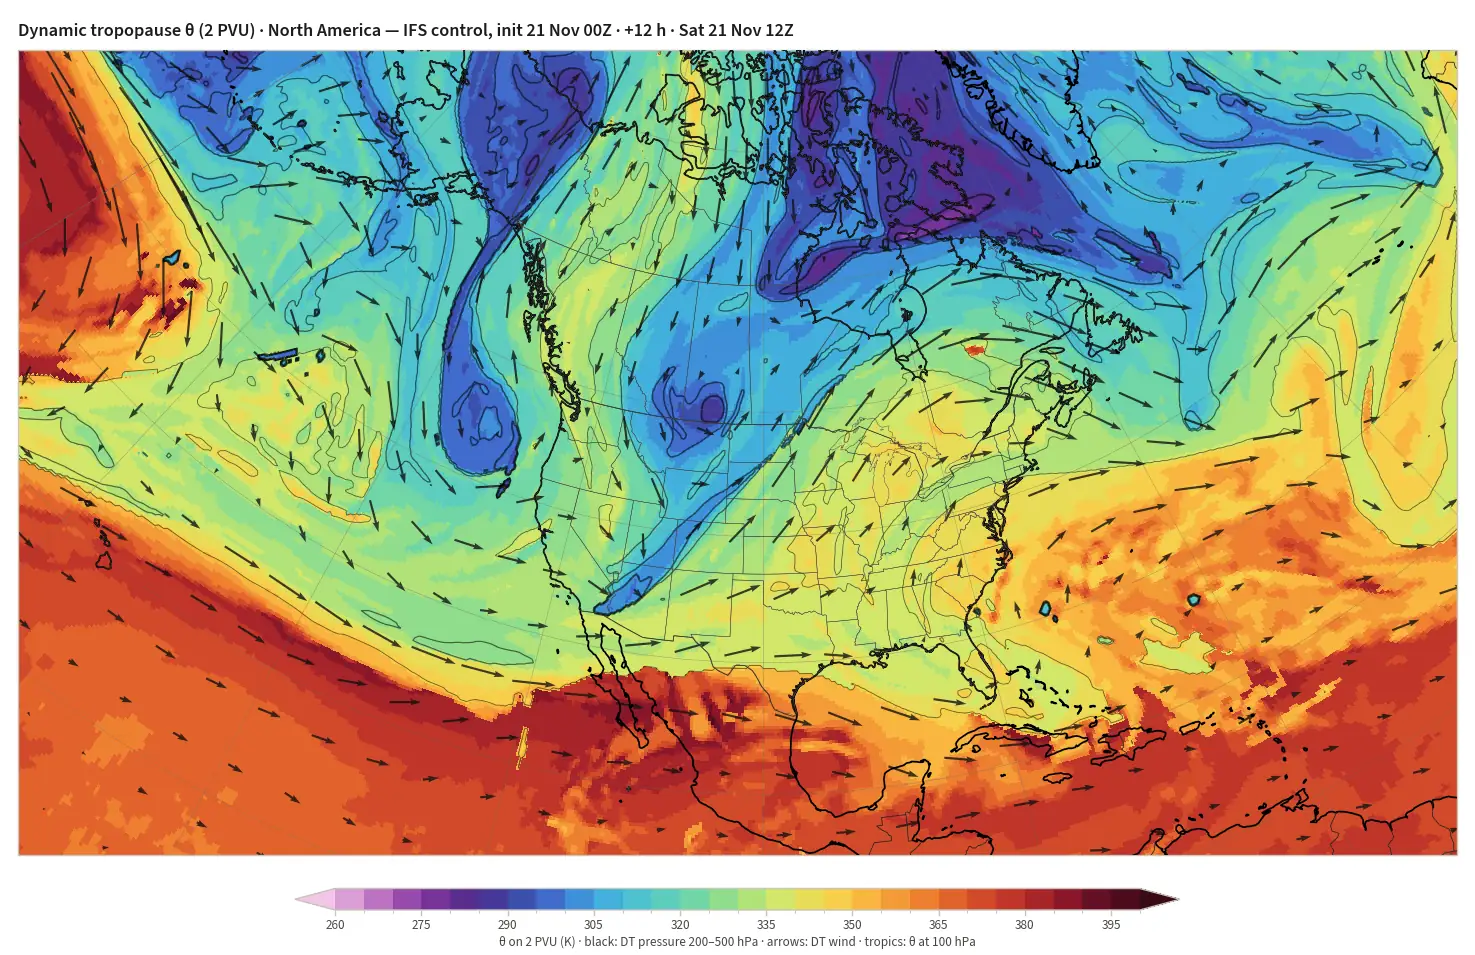 Dynamic tropopause θ (2 PVU) · North America — IFS control, init 21 Nov 00Z · +12 h · Sat 21 Nov 12Z
260 275 290 305 320 335 350 365 380 395
θ on 2 PVU (K) · black: DT pressure 200–500 hPa · arrows: DT wind · tropics: θ at 100 hPa